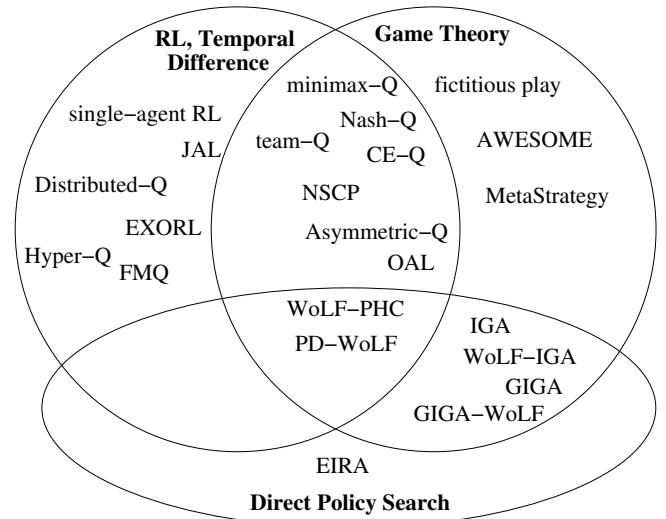 RL, Temporal
Difference
Game Theory
minimax−Q
fictitious play
single−agent RL
Nash−Q
team−Q
AWESOME
JAL
CE−Q
Distributed−Q
NSCP
MetaStrategy
EXORL
Asymmetric−Q
Hyper−Q
OAL
FMQ
WoLF−PHC
IGA
PD−WoLF
WoLF−IGA
GIGA
GIGA−WoLF
EIRA
Direct Policy Search